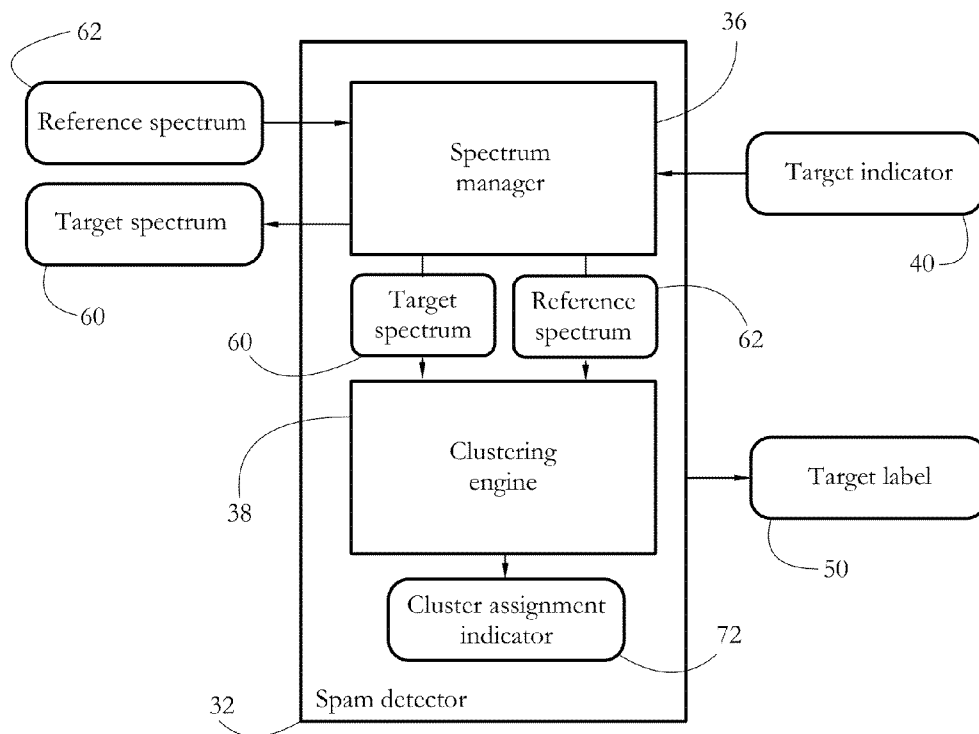 62
36
Reference spectrum
Spectrum
manager
Target indicator
Target spectrum
40
60
Target
spectrum
Reference
spectrum
60
62
Clustering
engine
38
Target label
50
Cluster assignment
indicator
72
Spam detector
32